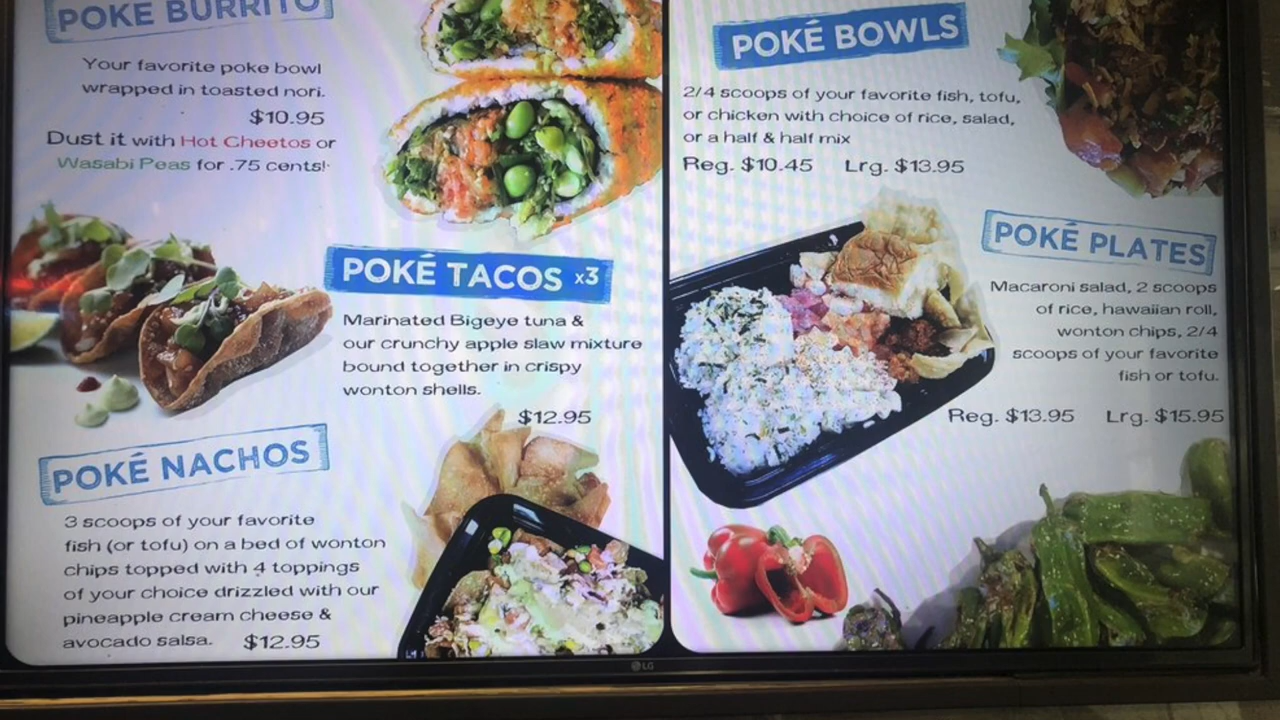 POKÉ BURRITO
Your favorite poke bowl
wrapped in toasted nori.
$10.95
Dust it with Hot Cheetos or
Wasabi Peas for .75 cents!
POKÉ TACOS x3
Marinated Bigeye tuna &
our crunchy apple slaw mixture
bound together in crispy
wonton shells.
$12.95
POKÉ NACHOS
3 scoops of your favorite
fish (or tofu) on a bed of wonton
chips topped with 4 toppings
of your choice drizzled with our
pineapple cream cheese &
avocado salsa. $12.95
POKÉ BOWLS
2/4 scoops of your favorite fish, tofu,
or chicken with choice of rice, salad,
or a half & half mix
Reg. $10.45 Lrg. $13.95
POKÉ PLATES
Macaroni salad, 2 scoops
of rice, hawaiian roll,
wonton chips, 2/4
scoops of your favorite
fish or tofu.
Reg. $13.95 Lrg. $15.95
LG